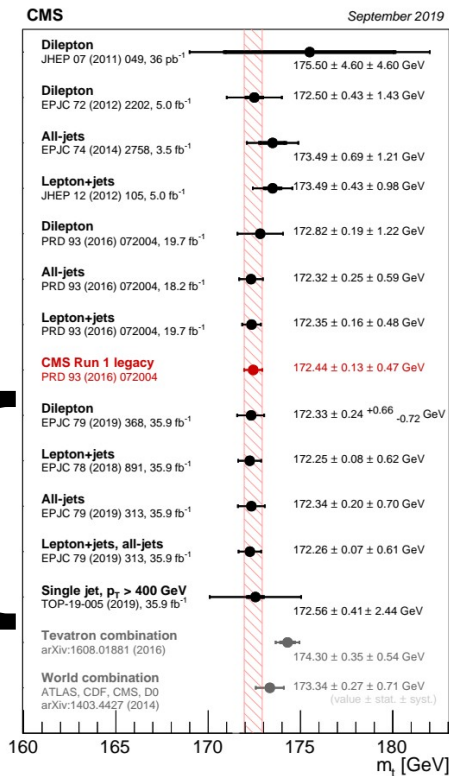 CMS September 2019
Dilepton
JHEP 07 (2011) 049, 36 pb⁻¹
175.50 ± 4.60 ± 4.60 GeV
Dilepton
EPJC 72 (2012) 2202, 5.0 fb⁻¹
172.50 ± 0.43 ± 1.43 GeV
All-jets
EPJC 74 (2014) 2758, 3.5 fb⁻¹
173.49 ± 0.69 ± 1.21 GeV
Lepton+jets
JHEP 12 (2012) 105, 5.0 fb⁻¹
173.49 ± 0.43 ± 0.98 GeV
Dilepton
PRD 93 (2016) 072004, 19.7 fb⁻¹
172.82 ± 0.19 ± 1.22 GeV
All-jets
PRD 93 (2016) 072004, 18.2 fb⁻¹
172.32 ± 0.25 ± 0.59 GeV
Lepton+jets
PRD 93 (2016) 072004, 19.7 fb⁻¹
172.35 ± 0.16 ± 0.48 GeV
CMS Run 1 legacy
PRD 93 (2016) 072004
172.44 ± 0.13 ± 0.47 GeV
Dilepton
EPJC 79 (2019) 368, 35.9 fb⁻¹
172.33 ± 0.24 +0.66 -0.72 GeV
Lepton+jets
EPJC 78 (2018) 891, 35.9 fb⁻¹
172.25 ± 0.08 ± 0.62 GeV
All-jets
EPJC 79 (2019) 313, 35.9 fb⁻¹
172.34 ± 0.20 ± 0.70 GeV
Lepton+jets, all-jets
EPJC 79 (2019) 313, 35.9 fb⁻¹
172.26 ± 0.07 ± 0.61 GeV
Single jet, p_T > 400 GeV
TOP-19-005 (2019), 35.9 fb⁻¹
172.56 ± 0.41 ± 2.44 GeV
Tevatron combination
arXiv:1608.01881 (2016)
174.30 ± 0.35 ± 0.54 GeV
World combination
ATLAS, CDF, CMS, D0
arXiv:1403.4427 (2014)
173.34 ± 0.27 ± 0.71 GeV
(value ± stat. ± syst.)
160 165 170 175 180
m_t [GeV]